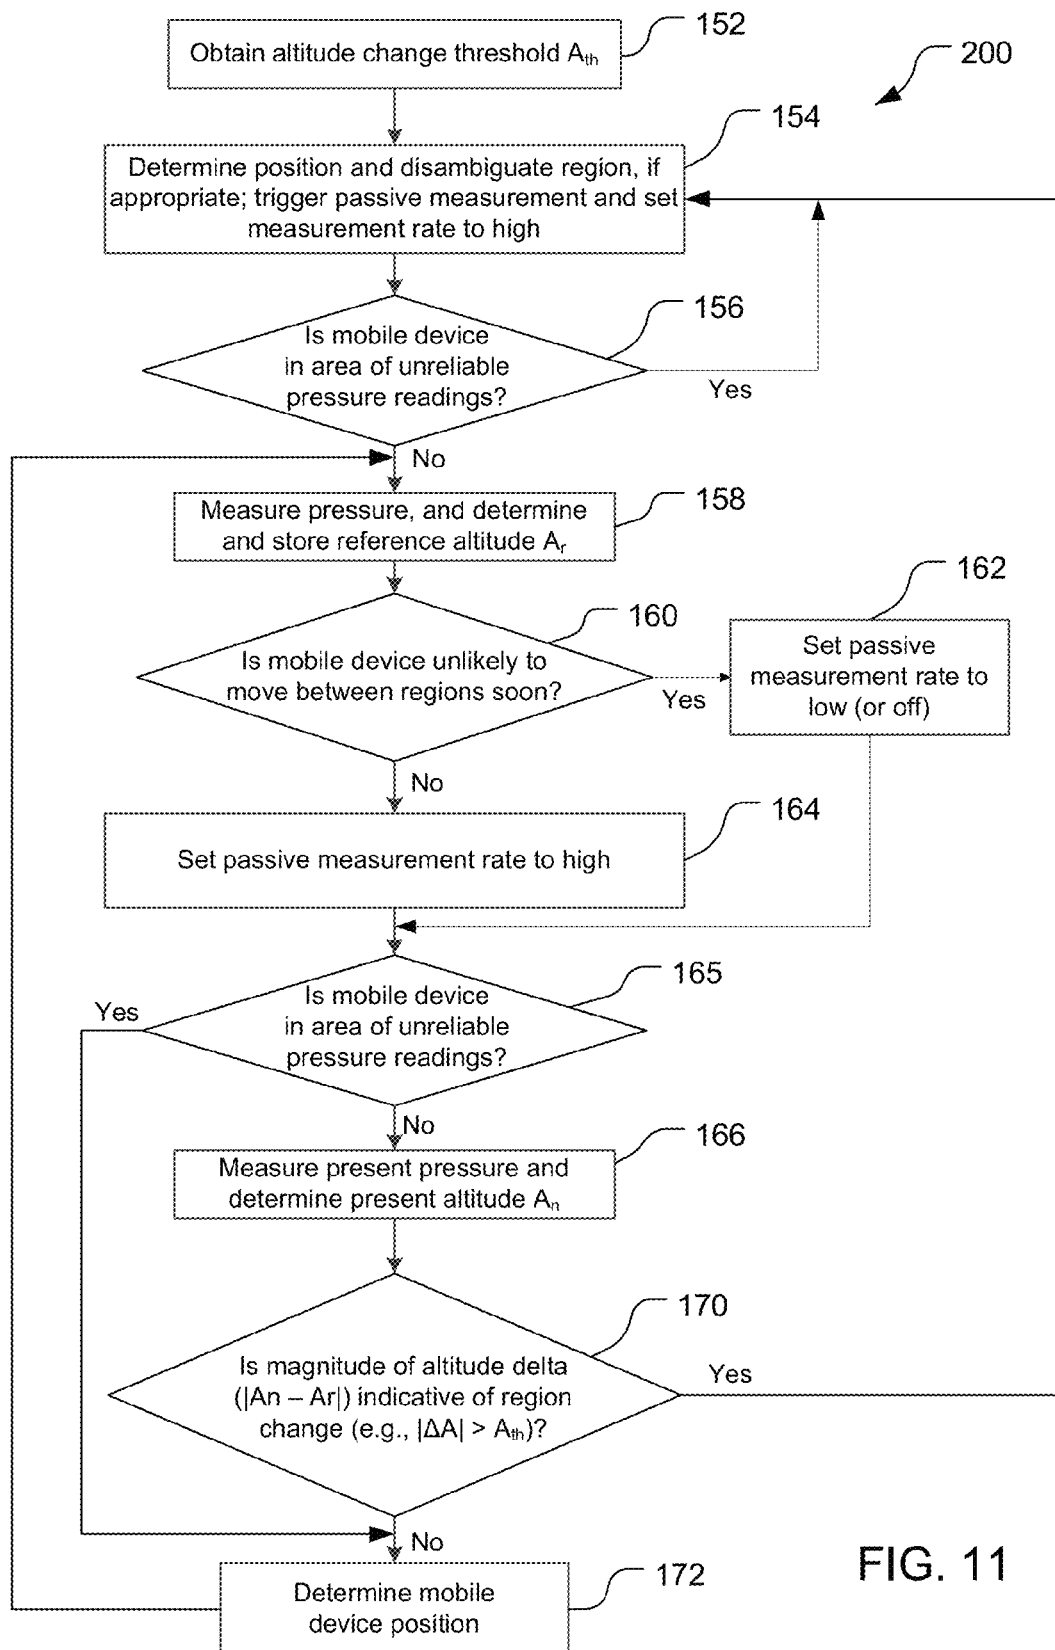 152
Obtain altitude change threshold Ath
200
154
Determine position and disambiguate region, if
appropriate; trigger passive measurement and set
measurement rate to high
156
Is mobile device
in area of unreliable
pressure readings?
Yes
No
158
Measure pressure, and determine
and store reference altitude Ar
162
160
Set passive
measurement rate to
low (or off)
Is mobile device unlikely to
move between regions soon?
Yes
No
164
Set passive measurement rate to high
165
Yes
Is mobile device
in area of unreliable
pressure readings?
No
166
Measure present pressure and
determine present altitude An
170
Is magnitude of altitude delta
(|An – Ar|) indicative of region
change (e.g., |ΔA| > Ath)?
Yes
No
FIG. 11
172
Determine mobile
device position